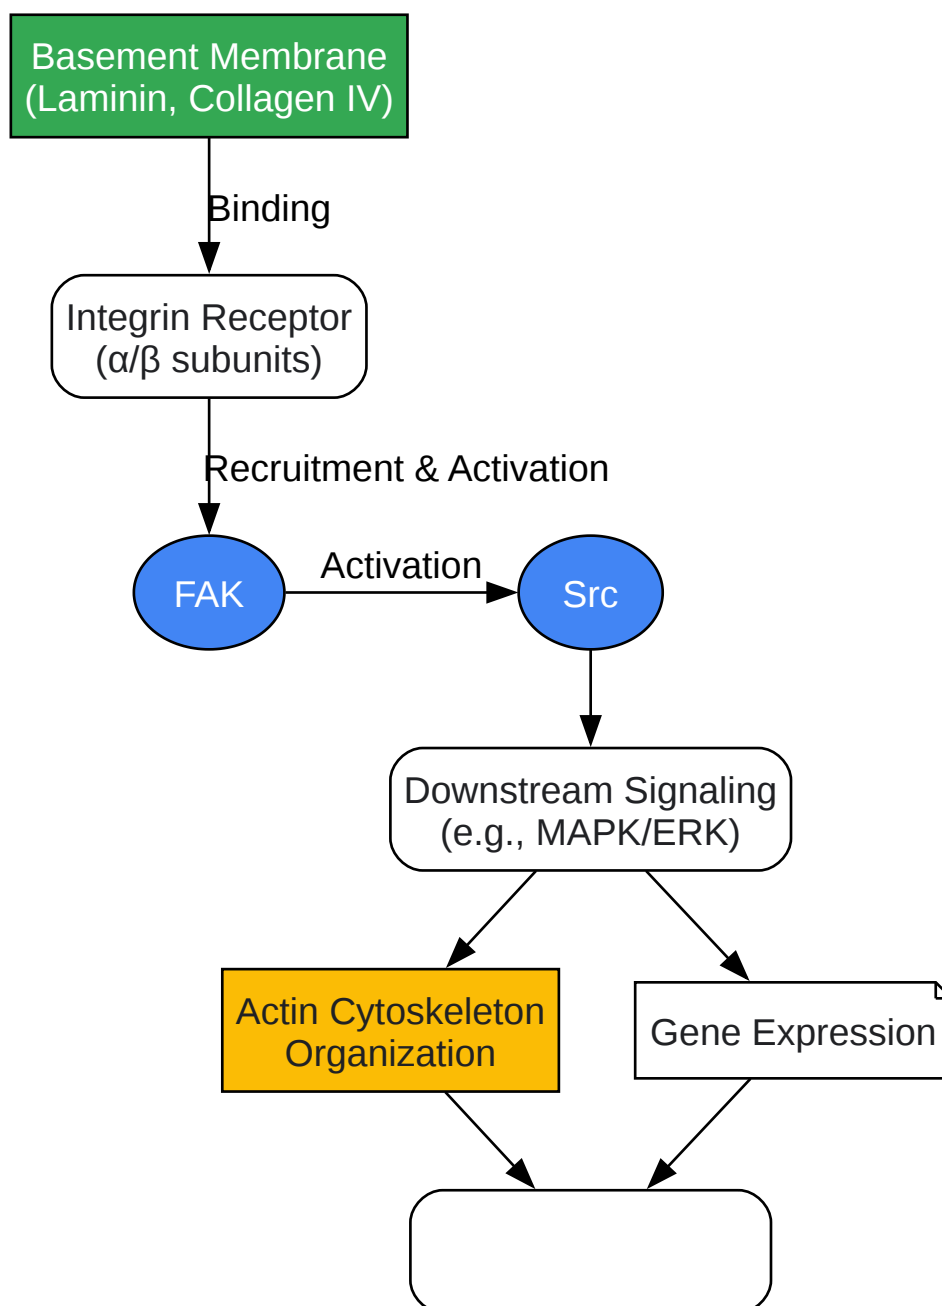 Basement Membrane
(Laminin, Collagen IV)
Binding
Integrin Receptor
(α/β subunits)
Recruitment & Activation
FAK
Activation
Src
Downstream Signaling
(e.g., MAPK/ERK)
Actin Cytoskeleton
Organization
Gene Expression